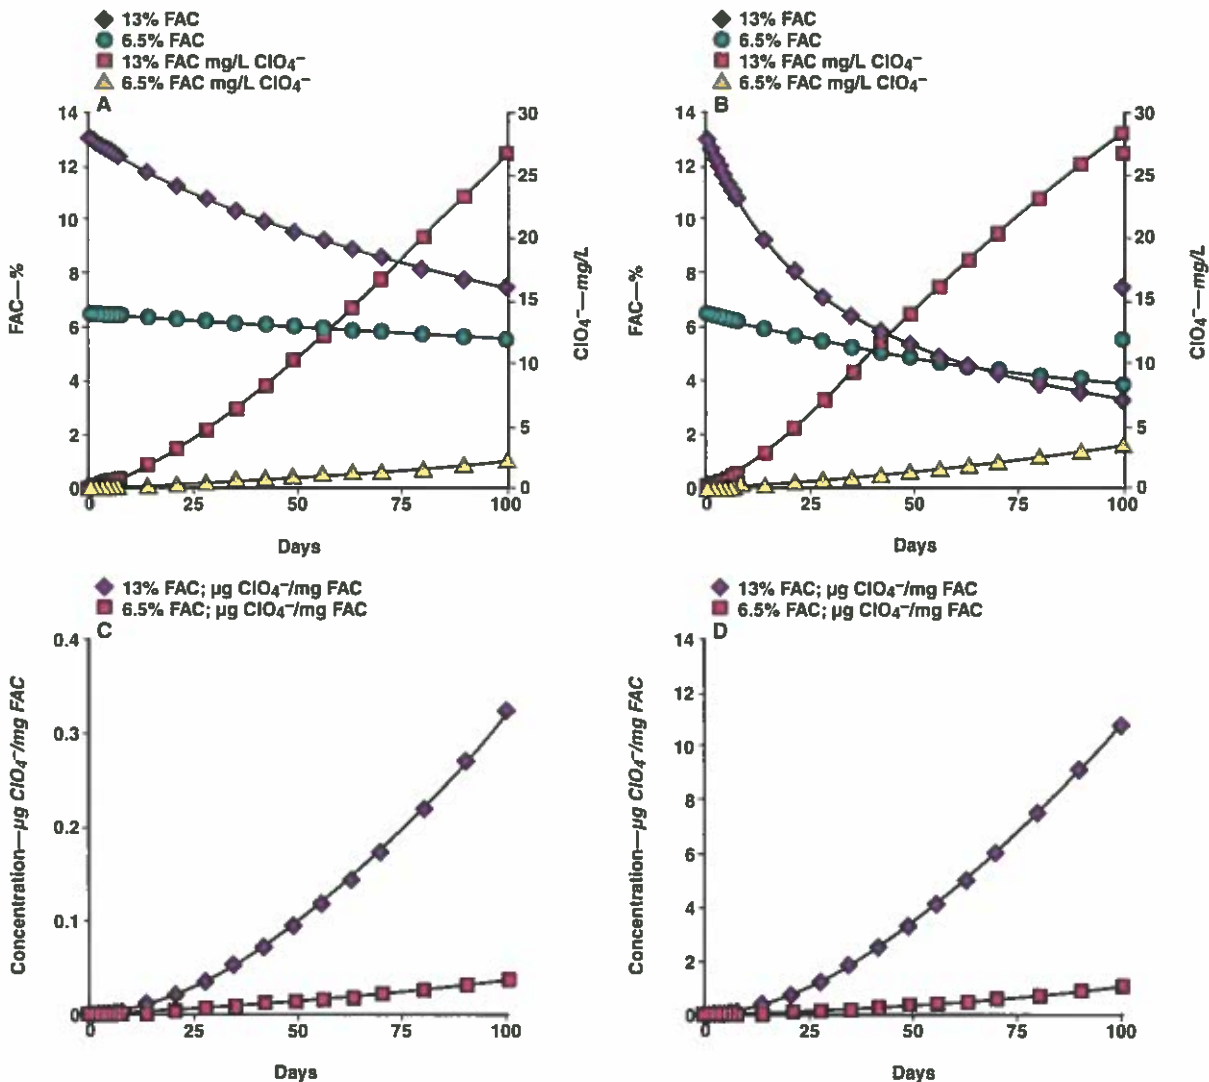 13% FAC
6.5% FAC
13% FAC mg/L ClO₄⁻
6.5% FAC mg/L ClO₄⁻
A
14
12
10
8
6
4
2
0
FAC—%
30
25
20
15
10
5
0
ClO₄⁻—mg/L
0 25 50 75 100
Days
13% FAC
6.5% FAC
13% FAC mg/L ClO₄⁻
6.5% FAC mg/L ClO₄⁻
B
14
12
10
8
6
4
2
0
FAC—%
30
25
20
15
10
5
0
ClO₄⁻—mg/L
0 25 50 75 100
Days
13% FAC; µg ClO₄⁻/mg FAC
6.5% FAC; µg ClO₄⁻/mg FAC
C
0.4
0.3
0.2
0.1
0
Concentration—µg ClO₄⁻/mg FAC
0 25 50 75 100
Days
13% FAC; µg ClO₄⁻/mg FAC
6.5% FAC; µg ClO₄⁻/mg FAC
D
14
12
10
8
6
4
2
0
Concentration—µg ClO₄⁻/mg FAC
0 25 50 75 100
Days